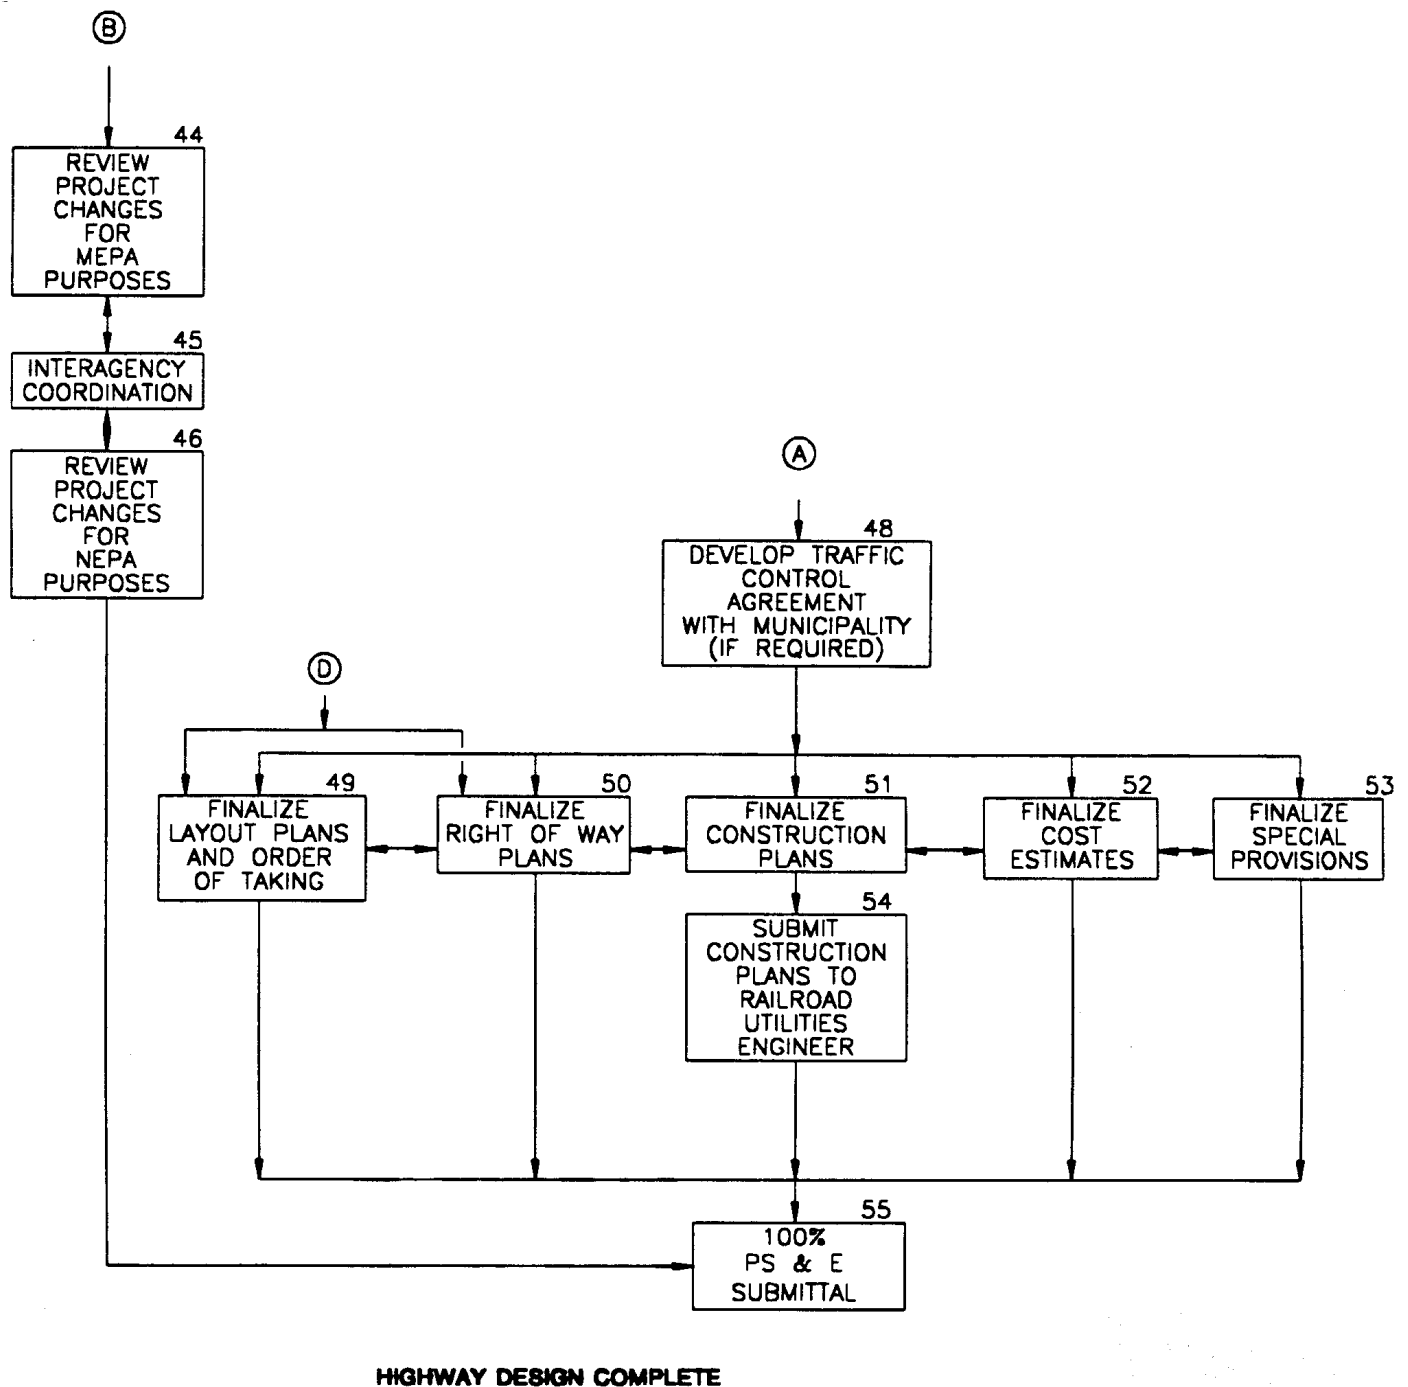 B
44
REVIEW
PROJECT
CHANGES
FOR
MEPA
PURPOSES
45
INTERAGENCY
COORDINATION
46
REVIEW
PROJECT
CHANGES
FOR
NEPA
PURPOSES
A
48
DEVELOP TRAFFIC
CONTROL
AGREEMENT
WITH MUNICIPALITY
(IF REQUIRED)
D
49
FINALIZE
LAYOUT PLANS
AND ORDER
OF TAKING
50
FINALIZE
RIGHT OF WAY
PLANS
51
FINALIZE
CONSTRUCTION
PLANS
52
FINALIZE
COST
ESTIMATES
53
FINALIZE
SPECIAL
PROVISIONS
54
SUBMIT
CONSTRUCTION
PLANS TO
RAILROAD
UTILITIES
ENGINEER
55
100%
PS & E
SUBMITTAL
HIGHWAY DESIGN COMPLETE